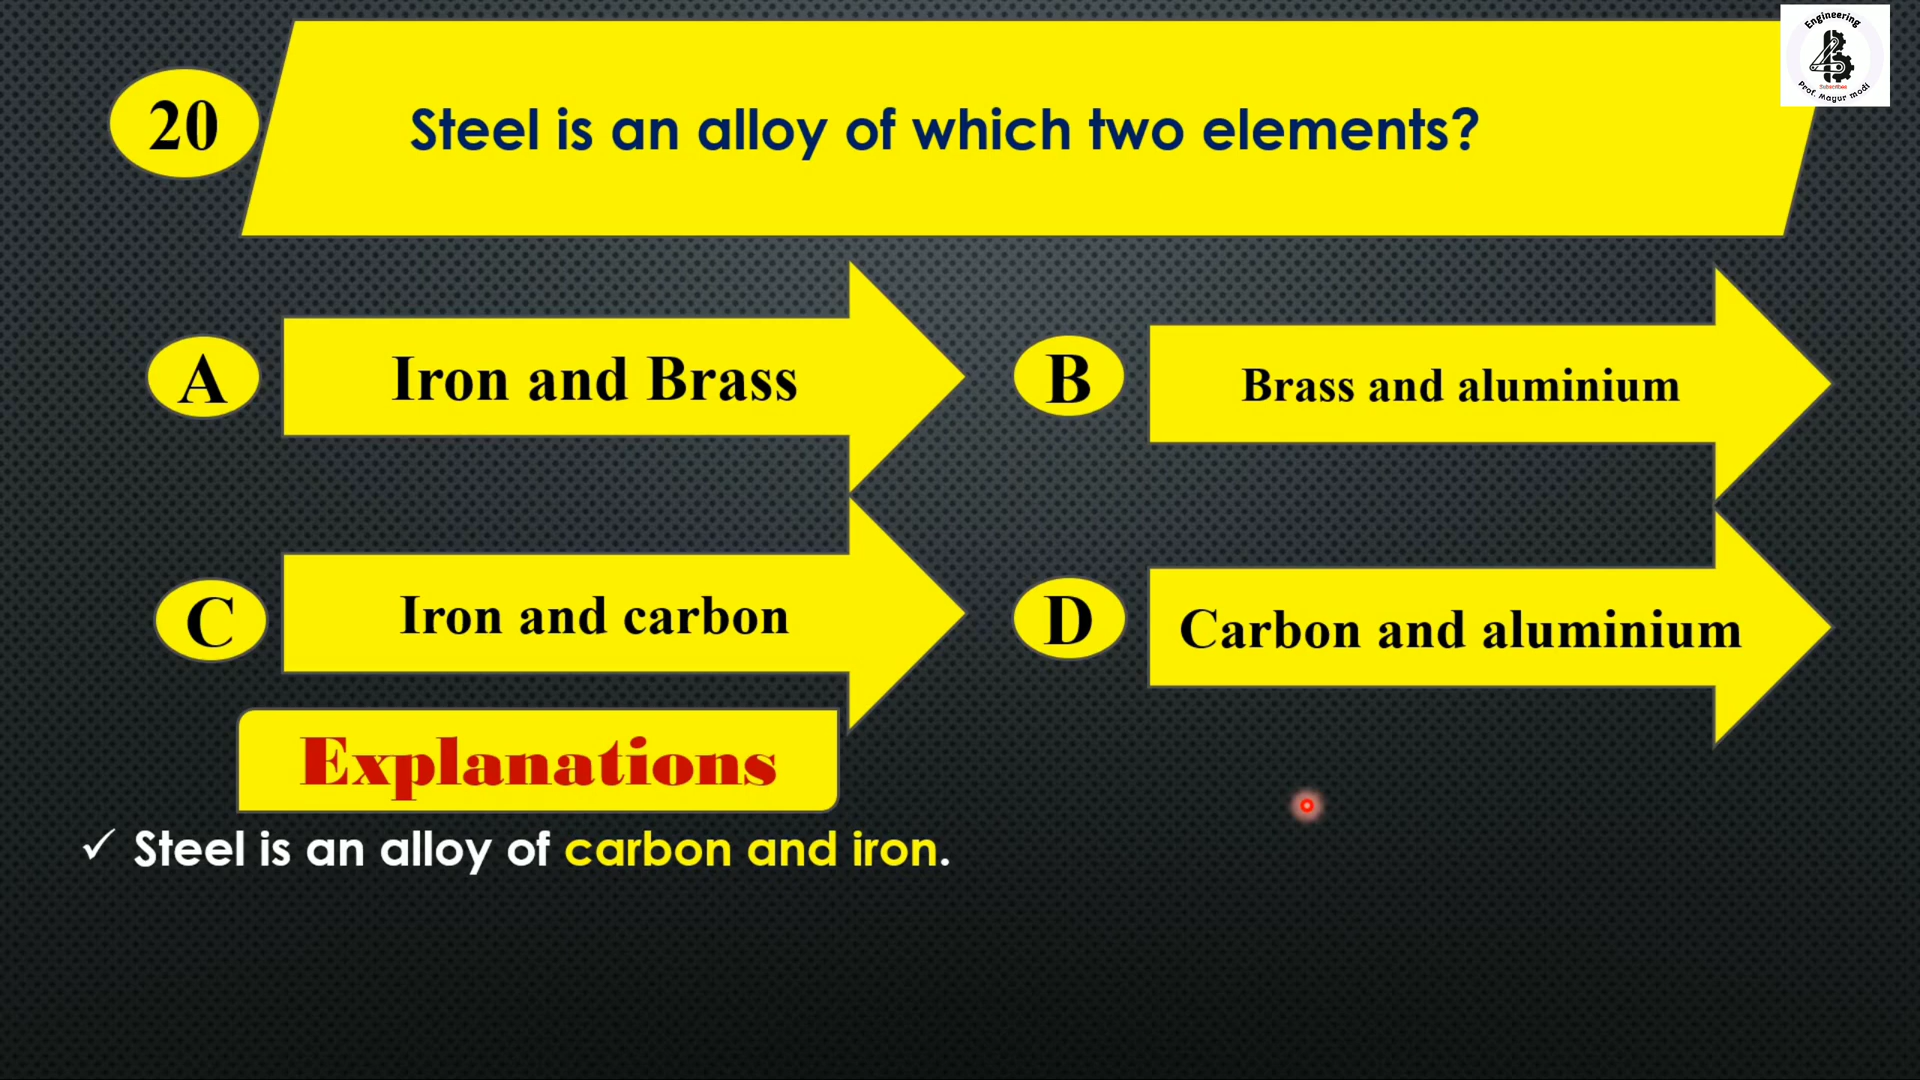 Engineering
Subscribes
Prof. Mayur modi
20
Steel is an alloy of which two elements?
A
Iron and Brass
B
Brass and aluminium
C
Iron and carbon
D
Carbon and aluminium
Explanations
✓ Steel is an alloy of carbon and iron.